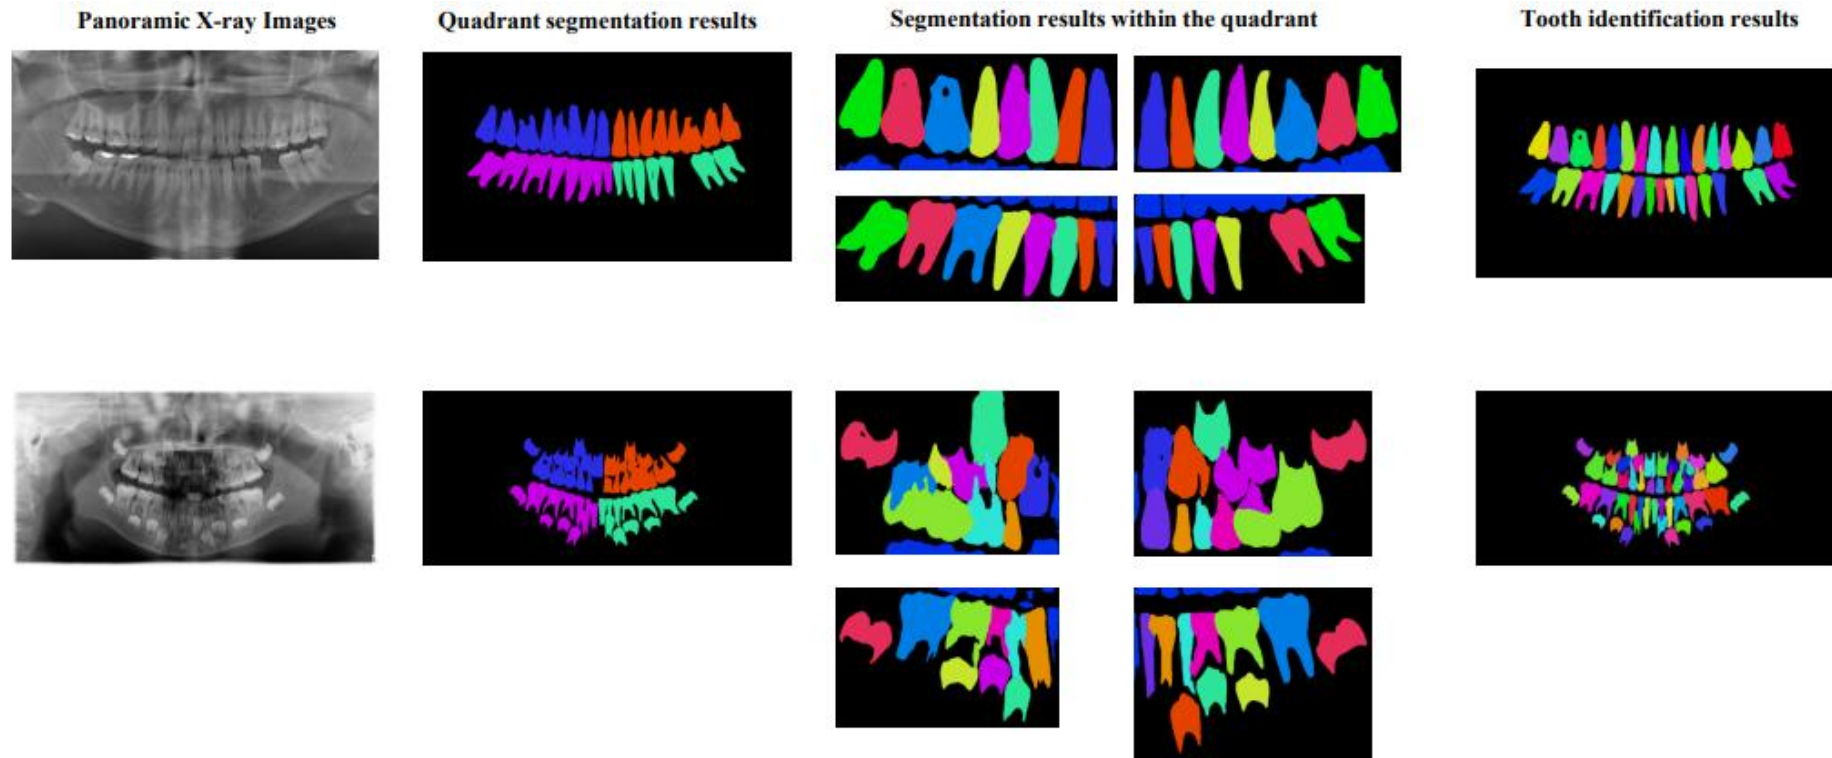 Panoramic X-ray Images
Quadrant segmentation results
Segmentation results within the quadrant
Tooth identification results